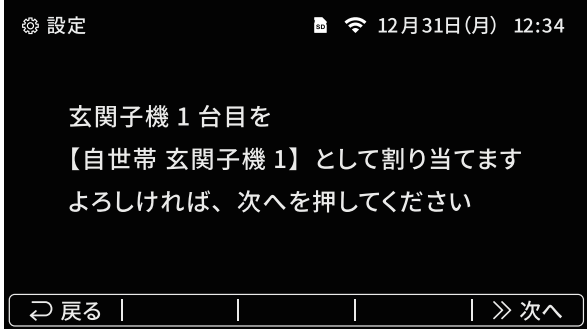 設定 SD 12月31日(月) 12:34
玄関子機 1 台目を
【自世帯 玄関子機 1】として割り当てます
よろしければ、次へを押してください
戻る 次へ